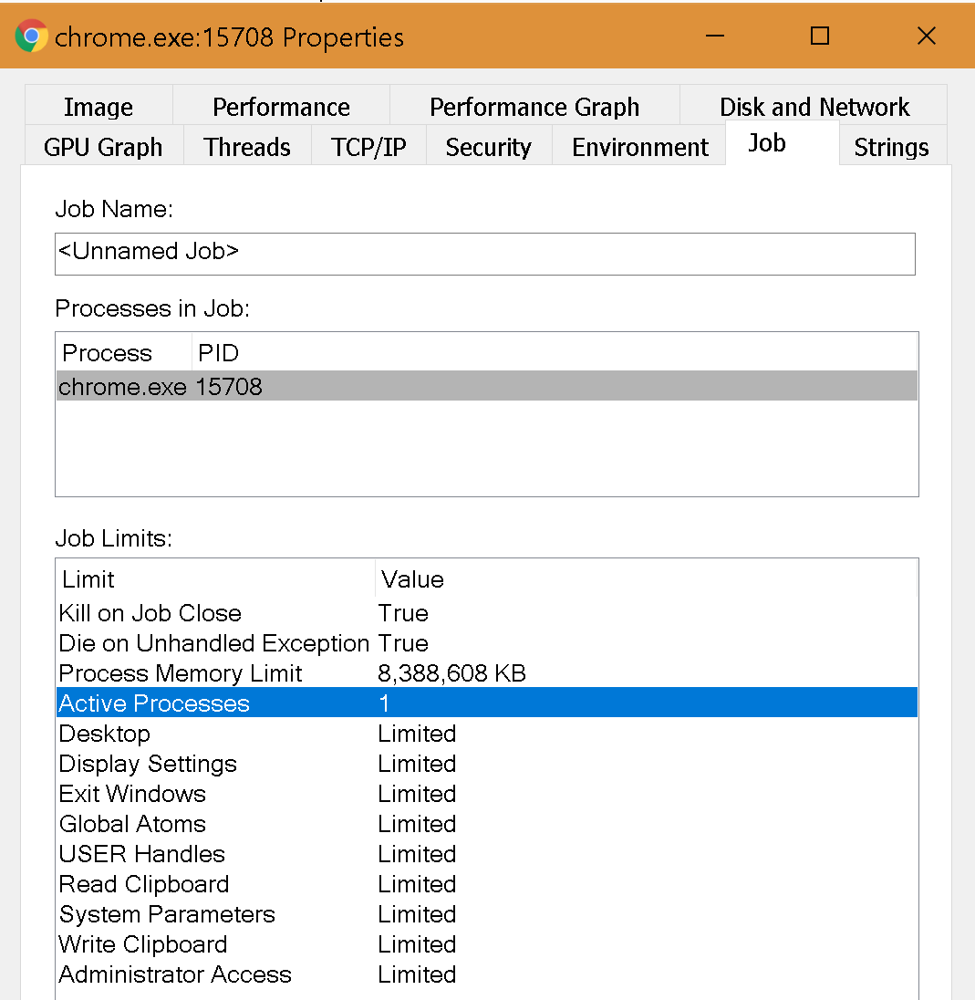 chrome.exe:15708 Properties
Image Performance Performance Graph Disk and Network
GPU Graph Threads TCP/IP Security Environment Job Strings
Job Name:
<Unnamed Job>
Processes in Job:
Process PID
chrome.exe 15708
Job Limits:
Limit Value
Kill on Job Close True
Die on Unhandled Exception True
Process Memory Limit 8,388,608 KB
Active Processes 1
Desktop Limited
Display Settings Limited
Exit Windows Limited
Global Atoms Limited
USER Handles Limited
Read Clipboard Limited
System Parameters Limited
Write Clipboard Limited
Administrator Access Limited